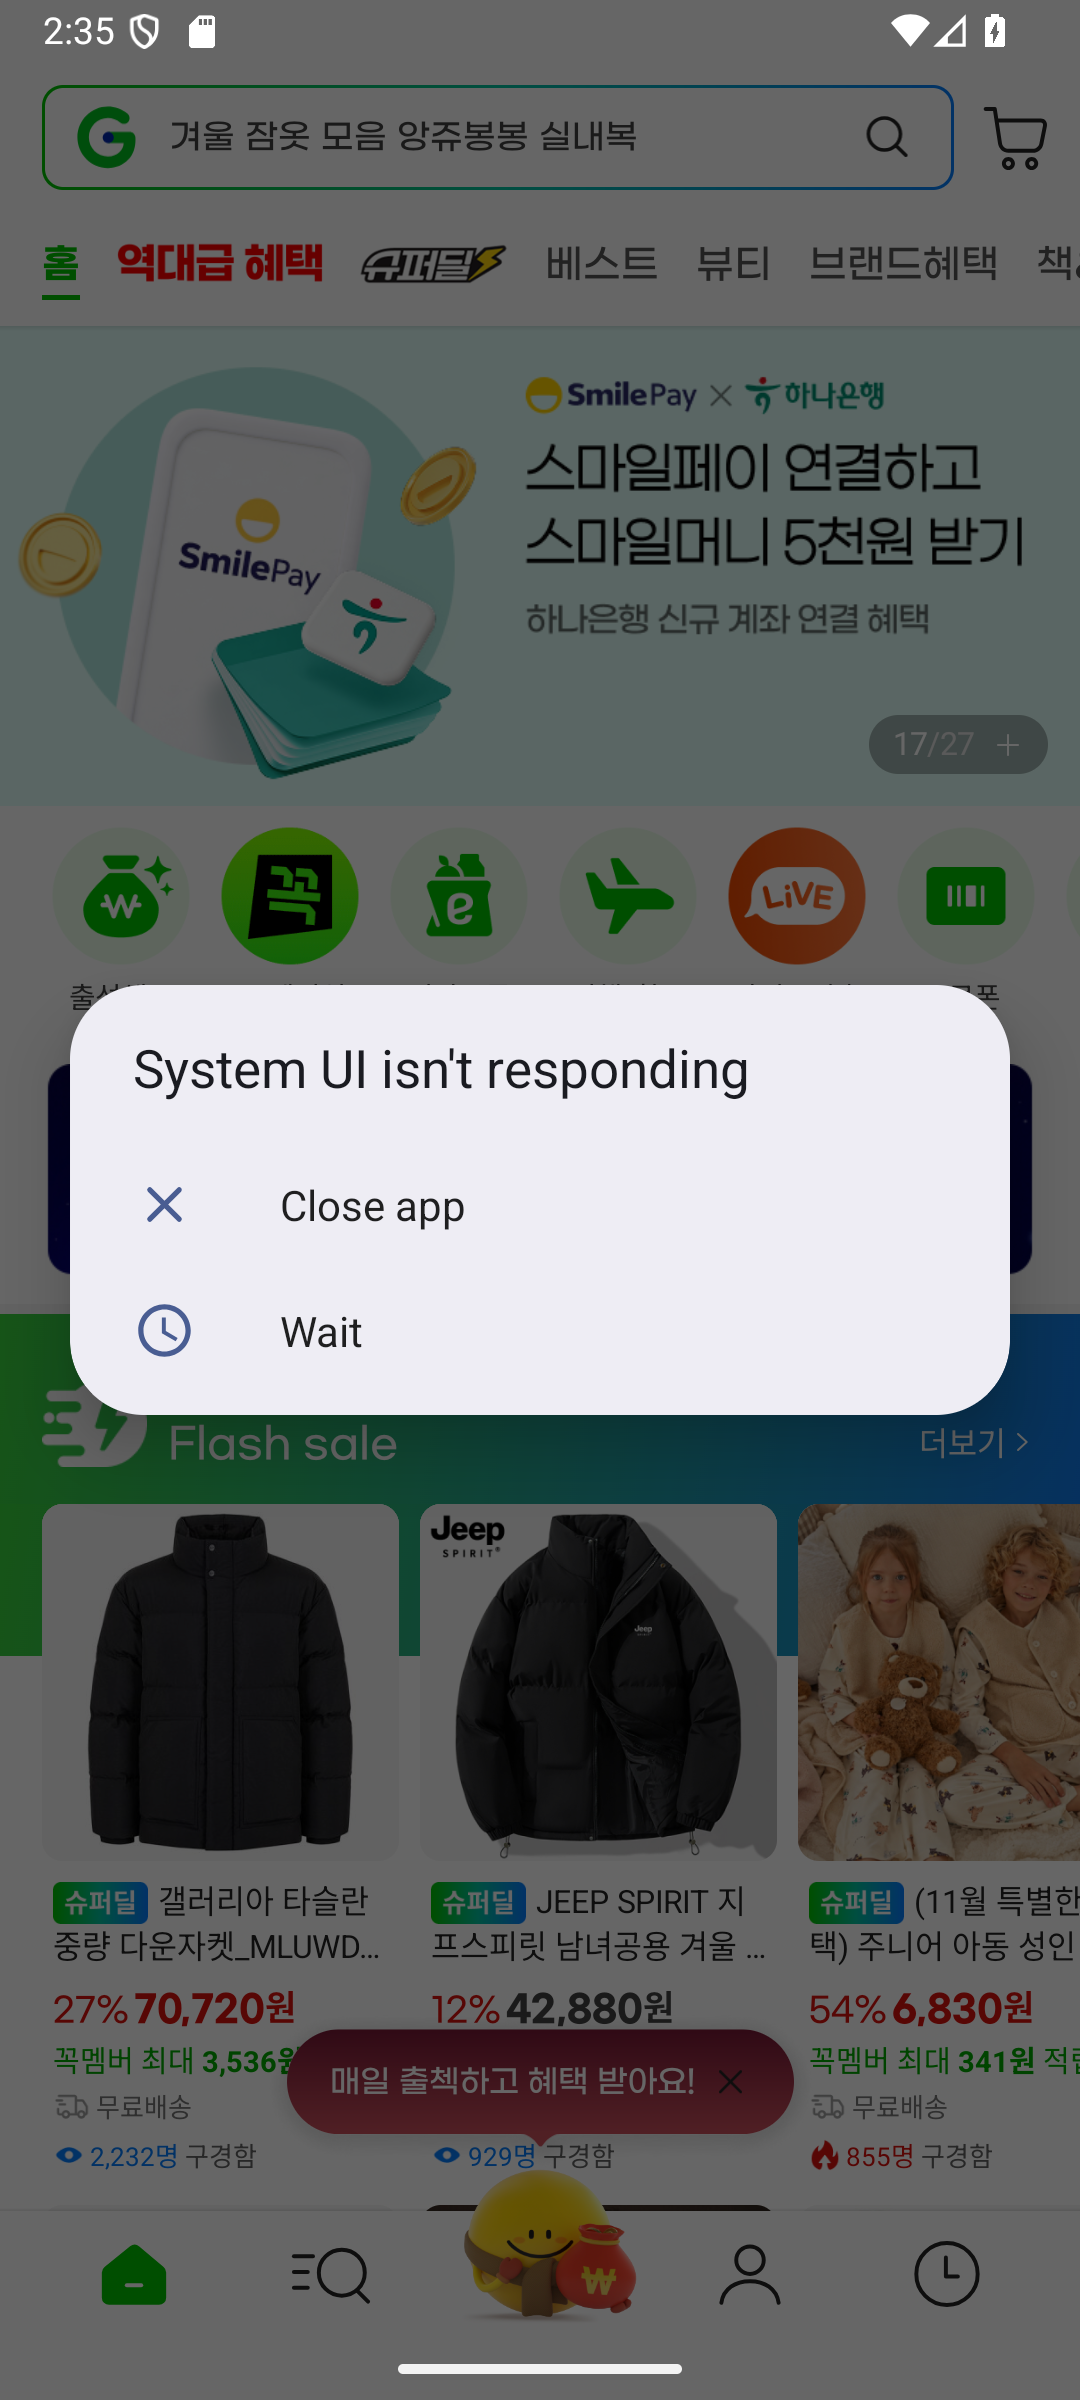 2:35
겨울 잠옷 모음 앙쥬봉봉 실내복
홈 역대급 혜택 슈퍼딜 베스트 뷰티 브랜드혜택
SmilePay × 하나은행
스마일페이 연결하고
스마일머니 5천원 받기
하나은행 신규 계좌 연결 혜택
SmilePay
17/27 +
꼭
LiVE
System UI isn't responding
Close app
Wait
Flash sale
더보기 >
Jeep
SPIRIT
Jeep
슈퍼딜 갤러리아 타슬란
중량 다운자켓_MLUWD...
27% 70,720원
꼭멤버 최대 3,536원
무료배송
2,232명 구경함
슈퍼딜 JEEP SPIRIT 지
프스피릿 남녀공용 겨울 ...
12% 42,880원
929명 구경함
슈퍼딜 (11월 특별한
택) 주니어 아동 성인
54% 6,830원
꼭멤버 최대 341원 적립
무료배송
855명 구경함
매일 출첵하고 혜택 받아요!